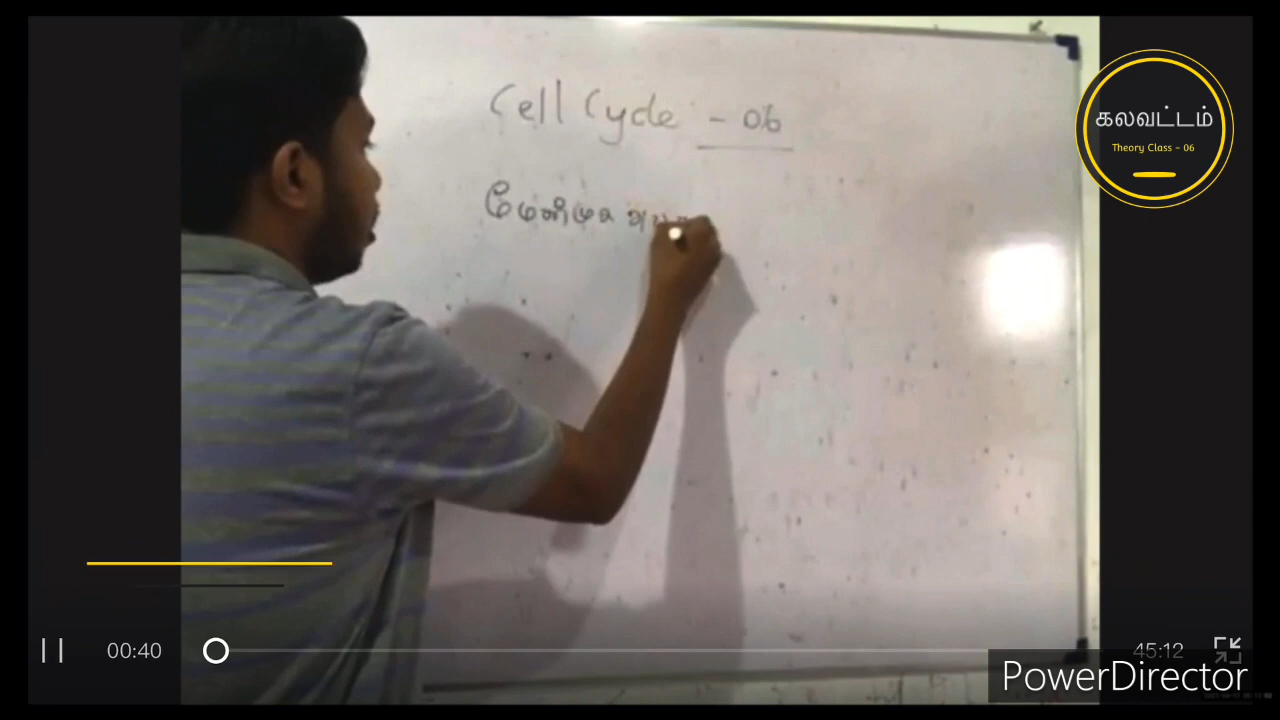 Cell Cycle - 06
மேன்முக
கலவட்டம்
Theory Class - 06
00:40
45:12
PowerDirector